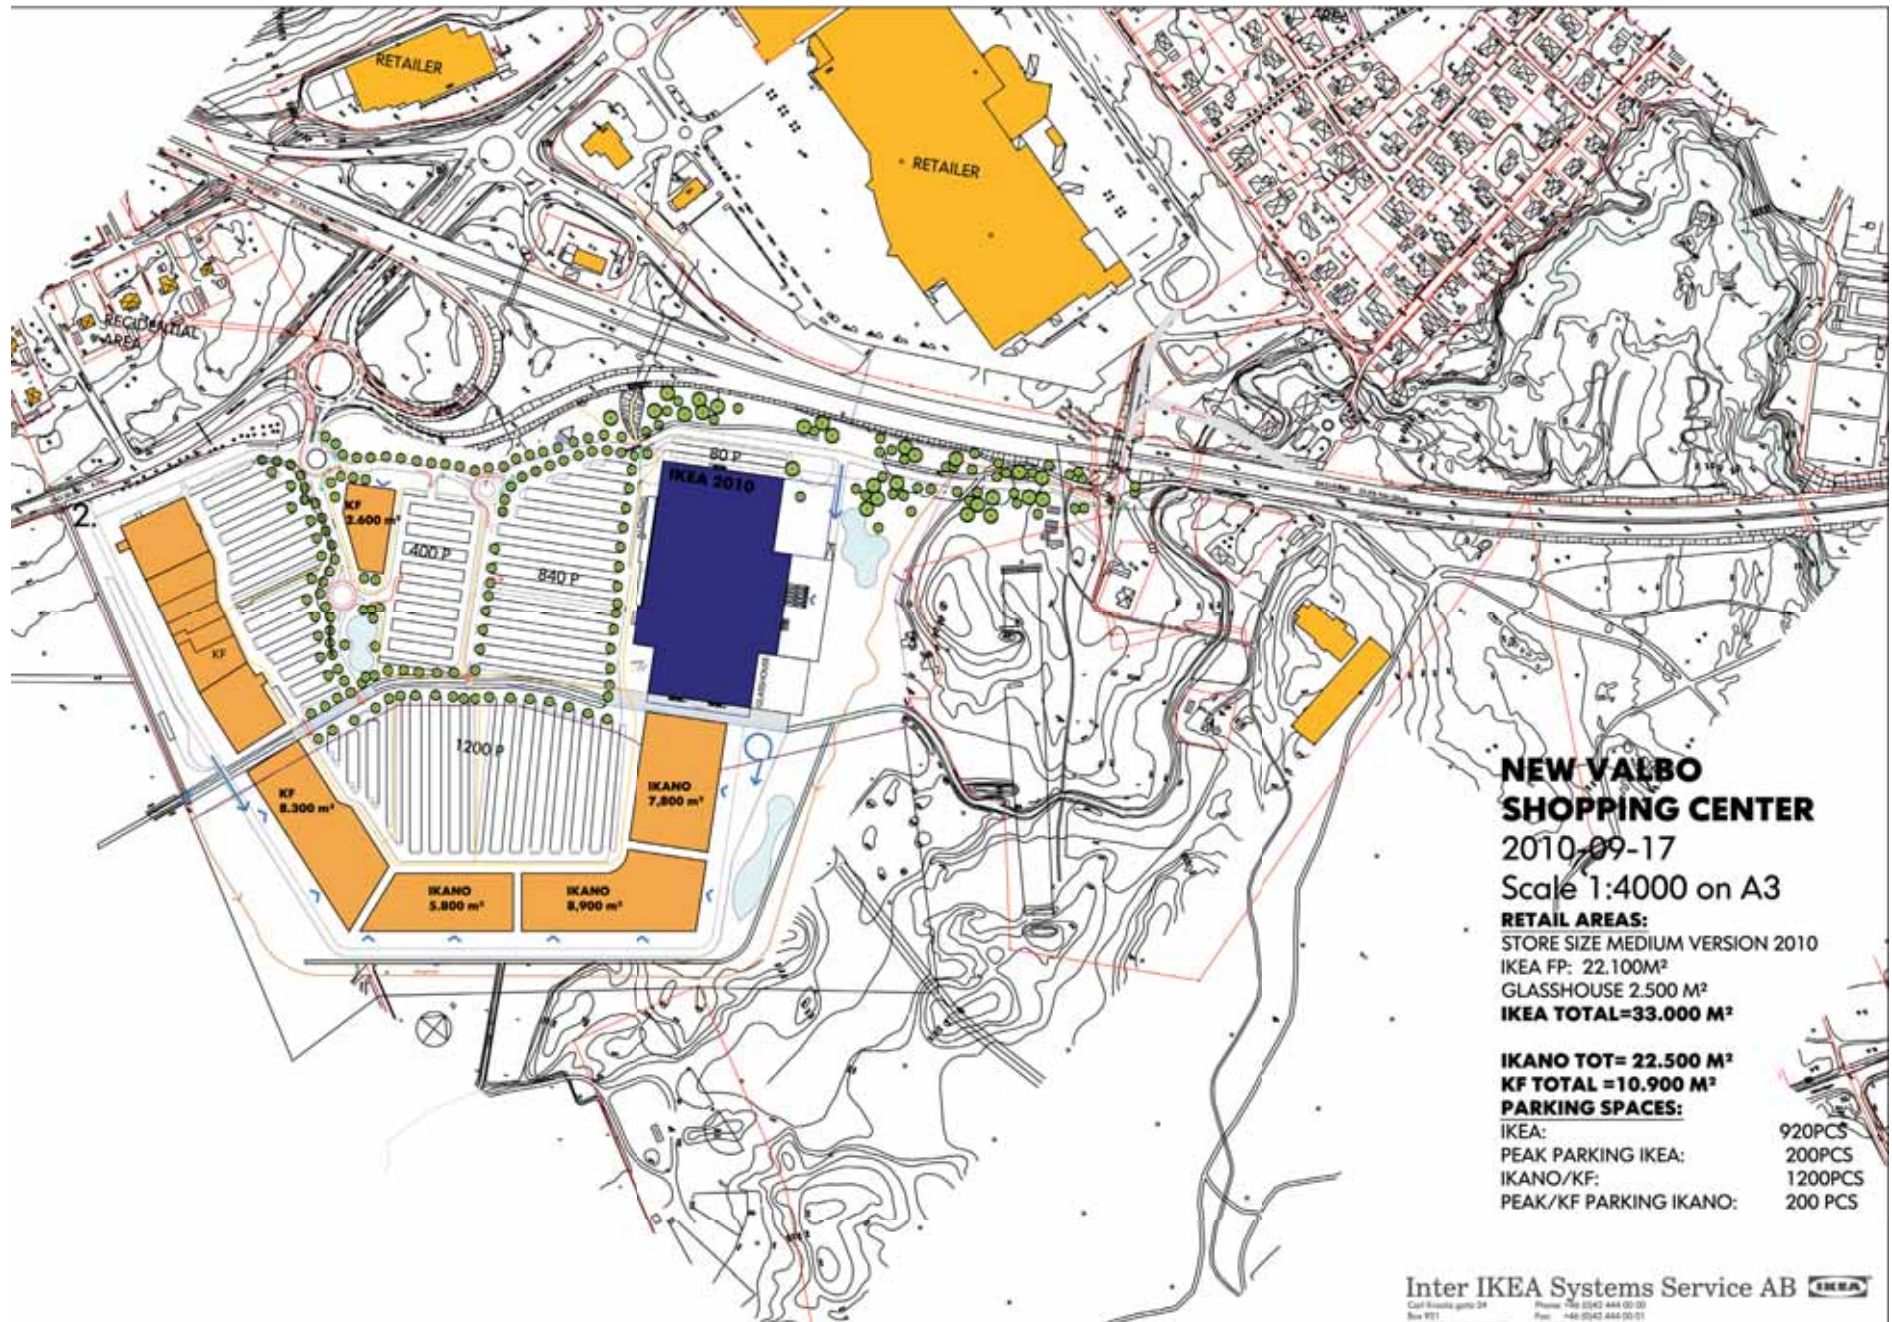 AREA
RETAILER
RETAILER
RECIDENTIAL
AREA
2.
80 P
IKEA 2010
KF
2.600 m²
400 P
840 P
KF
GLASSHOUSE
1200 P
KF
8.300 m²
IKANO
7,800 m²
IKANO
5.800 m²
IKANO
8,900 m²
NEW VALBO
SHOPPING CENTER
2010-09-17
Scale 1:4000 on A3
RETAIL AREAS:
STORE SIZE MEDIUM VERSION 2010
IKEA FP: 22.100M²
GLASSHOUSE 2.500 M²
IKEA TOTAL=33.000 M²
IKANO TOT= 22.500 M²
KF TOTAL =10.900 M²
PARKING SPACES:
IKEA: 920PCS
PEAK PARKING IKEA: 200PCS
IKANO/KF: 1200PCS
PEAK/KF PARKING IKANO: 200 PCS
Inter IKEA Systems Service AB IKEA